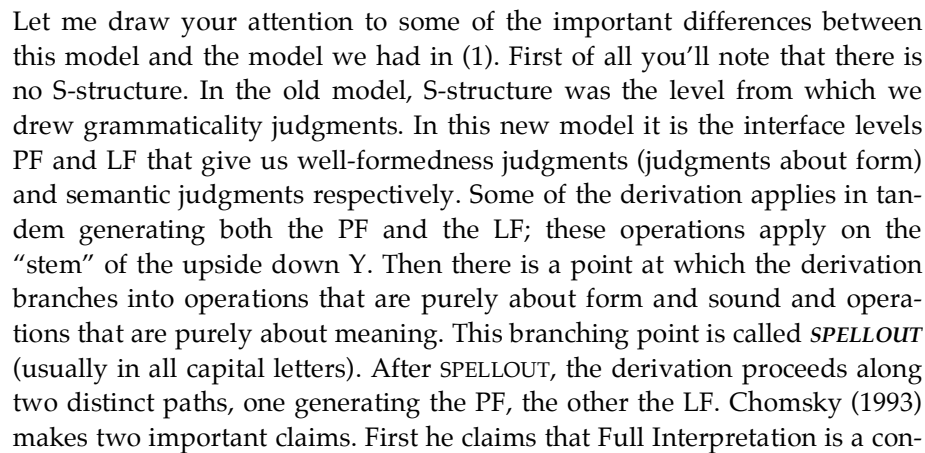 Let me draw your attention to some of the important differences between
this model and the model we had in (1). First of all you’ll note that there is
no S-structure. In the old model, S-structure was the level from which we
drew grammaticality judgments. In this new model it is the interface levels
PF and LF that give us well-formedness judgments (judgments about form)
and semantic judgments respectively. Some of the derivation applies in tan-
dem generating both the PF and the LF; these operations apply on the
“stem” of the upside down Y. Then there is a point at which the derivation
branches into operations that are purely about form and sound and opera-
tions that are purely about meaning. This branching point is called SPELLOUT
(usually in all capital letters). After SPELLOUT, the derivation proceeds along
two distinct paths, one generating the PF, the other the LF. Chomsky (1993)
makes two important claims. First he claims that Full Interpretation is a con-